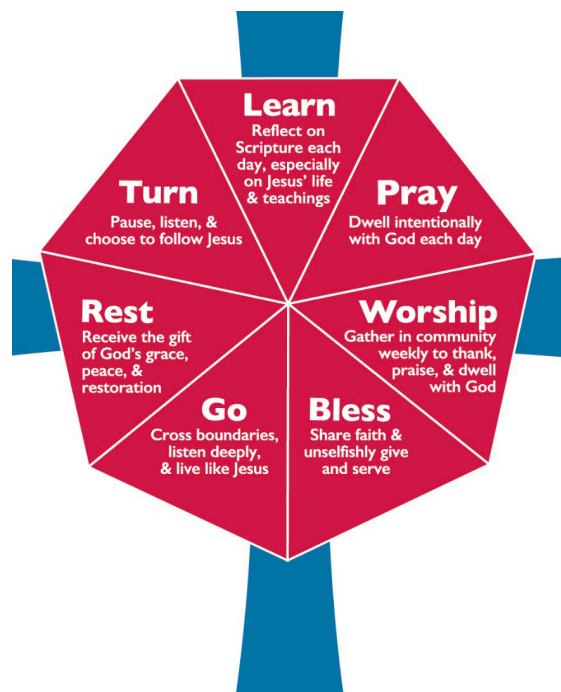 Learn
Reflect on
Scripture each
day, especially
on Jesus' life
& teachings
Pray
Dwell intentionally
with God each day
Worship
Gather in community
weekly to thank,
praise, & dwell
with God
Bless
Share faith &
unselfishly give
and serve
Go
Cross boundaries,
listen deeply,
& live like Jesus
Rest
Receive the gift
of God's grace,
peace, &
restoration
Turn
Pause, listen, &
choose to follow Jesus